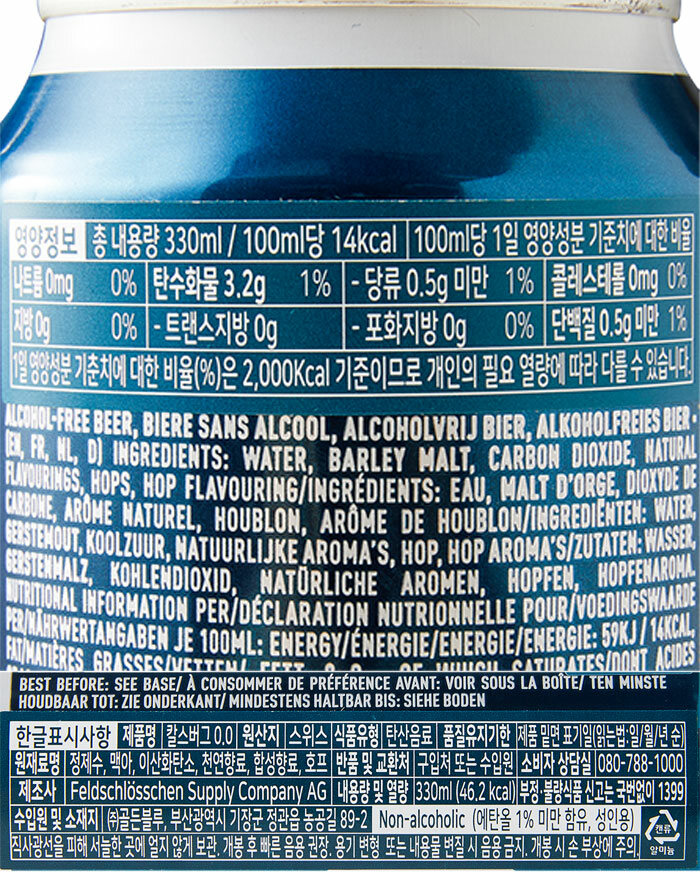 영양정보 총 내용량 330ml / 100ml당 14kcal 100ml당 1일 영양성분 기준치에 대한 비율
나트륨 0mg 0% 탄수화물 3.2g 1% - 당류 0.5g 미만 1% 콜레스테롤 0mg 0%
지방 0g 0% - 트랜스지방 0g - 포화지방 0g 0% 단백질 0.5g 미만 1%
1일 영양성분 기준치에 대한 비율(%)은 2,000Kcal 기준이므로 개인의 필요 열량에 따라 다를 수 있습니다.
ALCOHOL-FREE BEER, BIERE SANS ALCOOL, ALCOHOLVRIJ BIER, ALKOHOLFREIES BIER -
(EN, FR, NL, D) INGREDIENTS: WATER, BARLEY MALT, CARBON DIOXIDE, NATURAL
FLAVOURINGS, HOPS, HOP FLAVOURING/INGRÉDIENTS: EAU, MALT D'ORGE, DIOXYDE DE
CARBONE, ARÔME NATUREL, HOUBLON, ARÔME DE HOUBLON/INGREDIËNTEN: WATER,
GERSTEMOUT, KOOLZUUR, NATUURLIJKE AROMA'S, HOP, HOP AROMA'S/ZUTATEN: WASSER,
GERSTENMALZ, KOHLENDIOXID, NATÜRLICHE AROMEN, HOPFEN, HOPFENAROMA
NUTRITIONAL INFORMATION PER/DÉCLARATION NUTRITIONNELLE POUR/VOEDINGSWAARDE
PER/NÄHRWERTANGABEN JE 100ML: ENERGY/ÉNERGIE/ENERGIE/ENERGIE: 59KJ / 14KCAL
FAT/MATIÈRES GRASSES/VETTEN/ FETT OF WHICH SATURATES/DONT ACIDES
BEST BEFORE: SEE BASE/ À CONSOMMER DE PRÉFÉRENCE AVANT: VOIR SOUS LA BOÎTE/ TEN MINSTE
HOUDBAAR TOT: ZIE ONDERKANT/ MINDESTENS HALTBAR BIS: SIEHE BODEN
한글표시사항 제품명 칼스버그 0.0 원산지 스위스 식품유형 탄산음료 품질유지기한 제품 밑면 표기일(읽는법:일/월/년 순)
원재료명 정제수, 맥아, 이산화탄소, 천연향료, 합성향료, 호프 반품 및 교환처 구입처 또는 수입원 소비자 상담실 080-788-1000
제조사 Feldschlösschen Supply Company AG 내용량 및 열량 330ml (46.2 kcal) 부정·불량식품 신고는 국번없이 1399
수입원 및 소재지 ㈜골든블루, 부산광역시 기장군 정관읍 농공길 89-2 Non-alcoholic (에탄올 1% 미만 함유, 성인용)
직사광선을 피해 서늘한 곳에 얼지 않게 보관. 개봉 후 빠른 음용 권장. 용기 변형 또는 내용물 변질 시 음용 금지. 개봉 시 손 부상에 주의.
캔류
알미늄